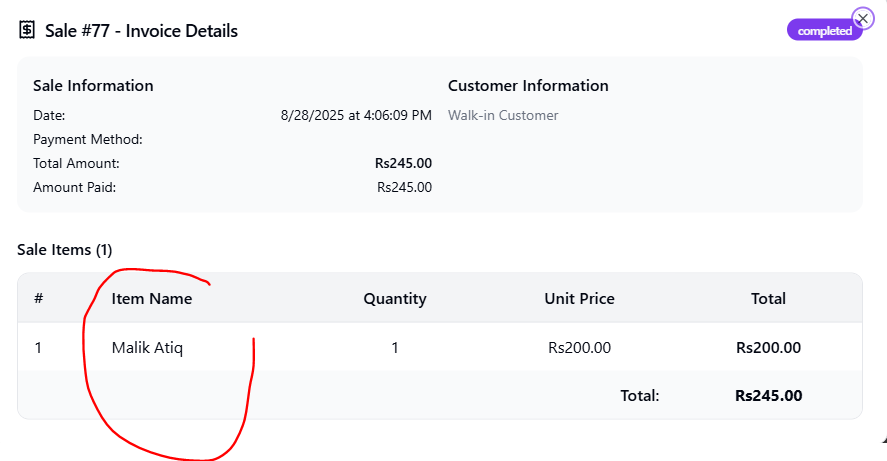 Sale #77 - Invoice Details
completed
Sale Information
Date: 8/28/2025 at 4:06:09 PM
Payment Method:
Total Amount: Rs245.00
Amount Paid: Rs245.00
Customer Information
Walk-in Customer
Sale Items (1)
# Item Name Quantity Unit Price Total
1 Malik Atiq 1 Rs200.00 Rs200.00
Total: Rs245.00